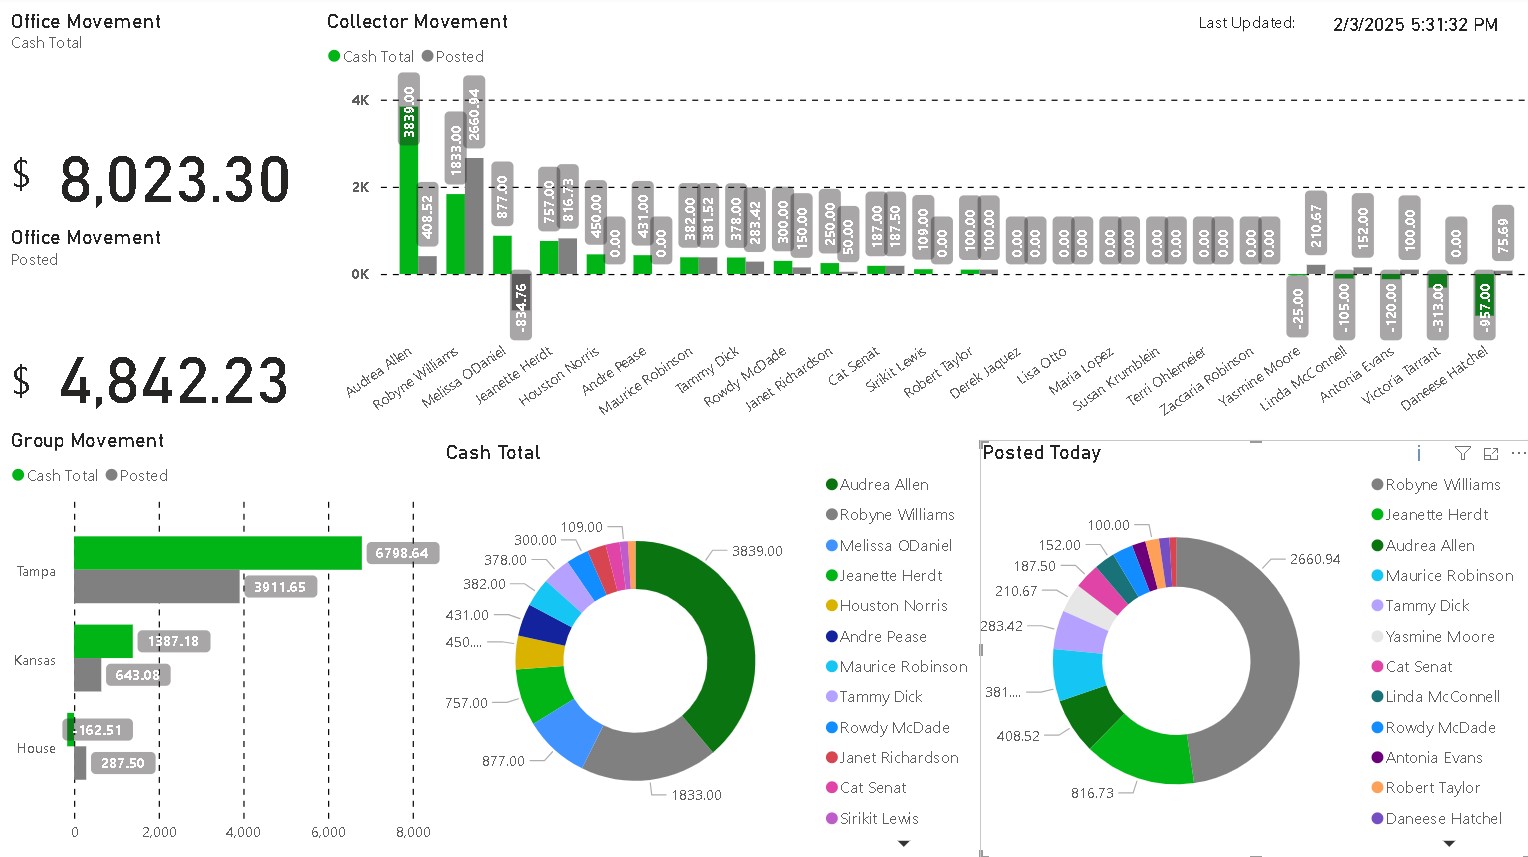 Office Movement
Cash Total
$ 8,023.30
Office Movement
Posted
$ 4,842.23
Collector Movement
Last Updated: 2/3/2025 5:31:32 PM
Cash Total Posted
4K
2K
0K
3839.00 408.52 1833.00 2660.94 877.00 -834.76 757.00 816.73 450.00 0.00 431.00 0.00 382.00 381.52 378.00 283.42 300.00 150.00 250.00 50.00 187.00 187.50 109.00 0.00 100.00 100.00 0.00 0.00 0.00 0.00 0.00 0.00 0.00 0.00 0.00 0.00 0.00 0.00 -25.00 210.67 -105.00 152.00 -120.00 100.00 -313.00 0.00 -957.00 75.69
Audrea Allen
Robyne Williams
Melissa ODaniel
Jeanette Herdt
Houston Norris
Andre Pease
Maurice Robinson
Tammy Dick
Rowdy McDade
Janet Richardson
Cat Senat
Sirikit Lewis
Robert Taylor
Derek Jaquez
Lisa Otto
Maria Lopez
Susan Krumblein
Terri Ohlemeier
Zaccaria Robinson
Yasmine Moore
Linda McConnell
Antonia Evans
Victoria Tarrant
Daneese Hatchel
Group Movement
Cash Total Posted
Tampa
6798.64
3911.65
Kansas
1387.18
643.08
House
-162.51
287.50
0 2,000 4,000 6,000 8,000
Cash Total
109.00
300.00
378.00
382.00
431.00
450....
757.00
877.00
1833.00
3839.00
Audrea Allen
Robyne Williams
Melissa ODaniel
Jeanette Herdt
Houston Norris
Andre Pease
Maurice Robinson
Tammy Dick
Rowdy McDade
Janet Richardson
Cat Senat
Sirikit Lewis
Posted Today
100.00
152.00
187.50
210.67
283.42
381....
408.52
816.73
2660.94
Robyne Williams
Jeanette Herdt
Audrea Allen
Maurice Robinson
Tammy Dick
Yasmine Moore
Cat Senat
Linda McConnell
Rowdy McDade
Antonia Evans
Robert Taylor
Daneese Hatchel